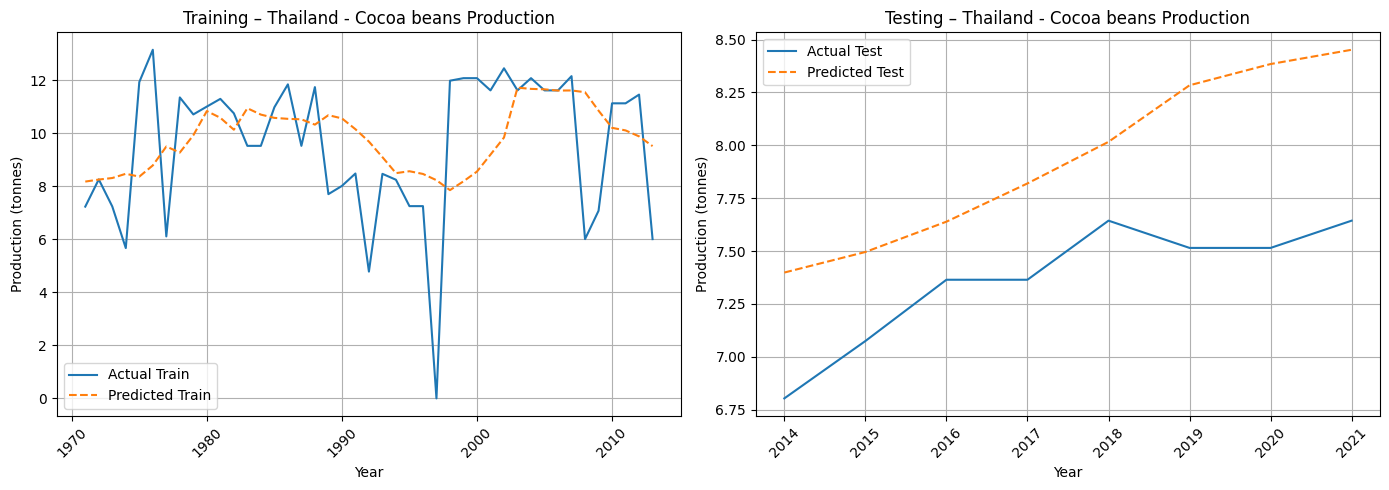 Training – Thailand - Cocoa beans Production
Production (tonnes)
12
10
8
6
4
2
0
Actual Train
Predicted Train
1970
1980
1990
2000
2010
Year
Testing – Thailand - Cocoa beans Production
Production (tonnes)
8.50
8.25
8.00
7.75
7.50
7.25
7.00
6.75
Actual Test
Predicted Test
2014
2015
2016
2017
2018
2019
2020
2021
Year